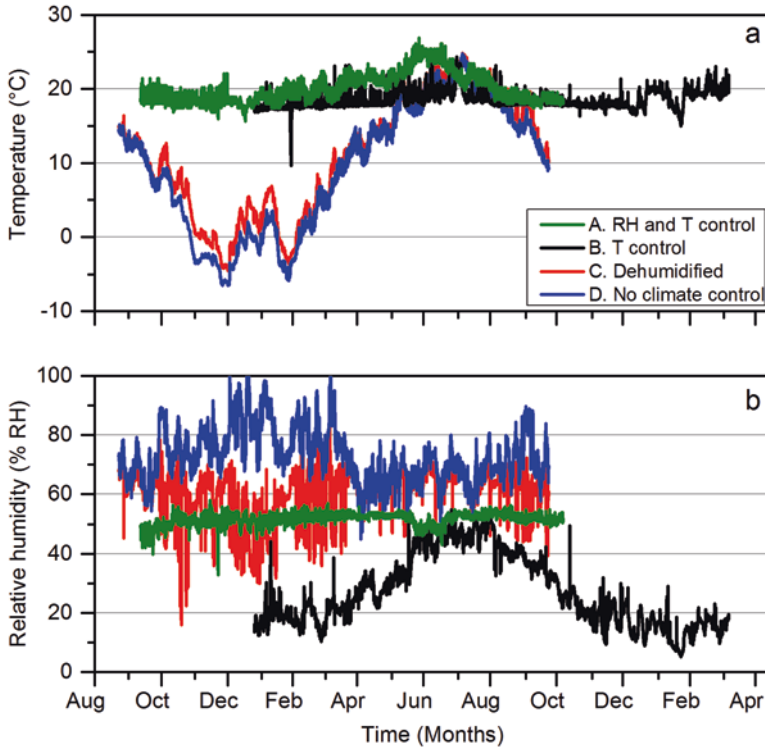 a
Temperature (°C)
30
20
10
0
-10
A. RH and T control
B. T control
C. Dehumidified
D. No climate control
b
Relative humidity (% RH)
100
80
60
40
20
0
Aug Oct Dec Feb Apr Jun Aug Oct Dec Feb Apr
Time (Months)